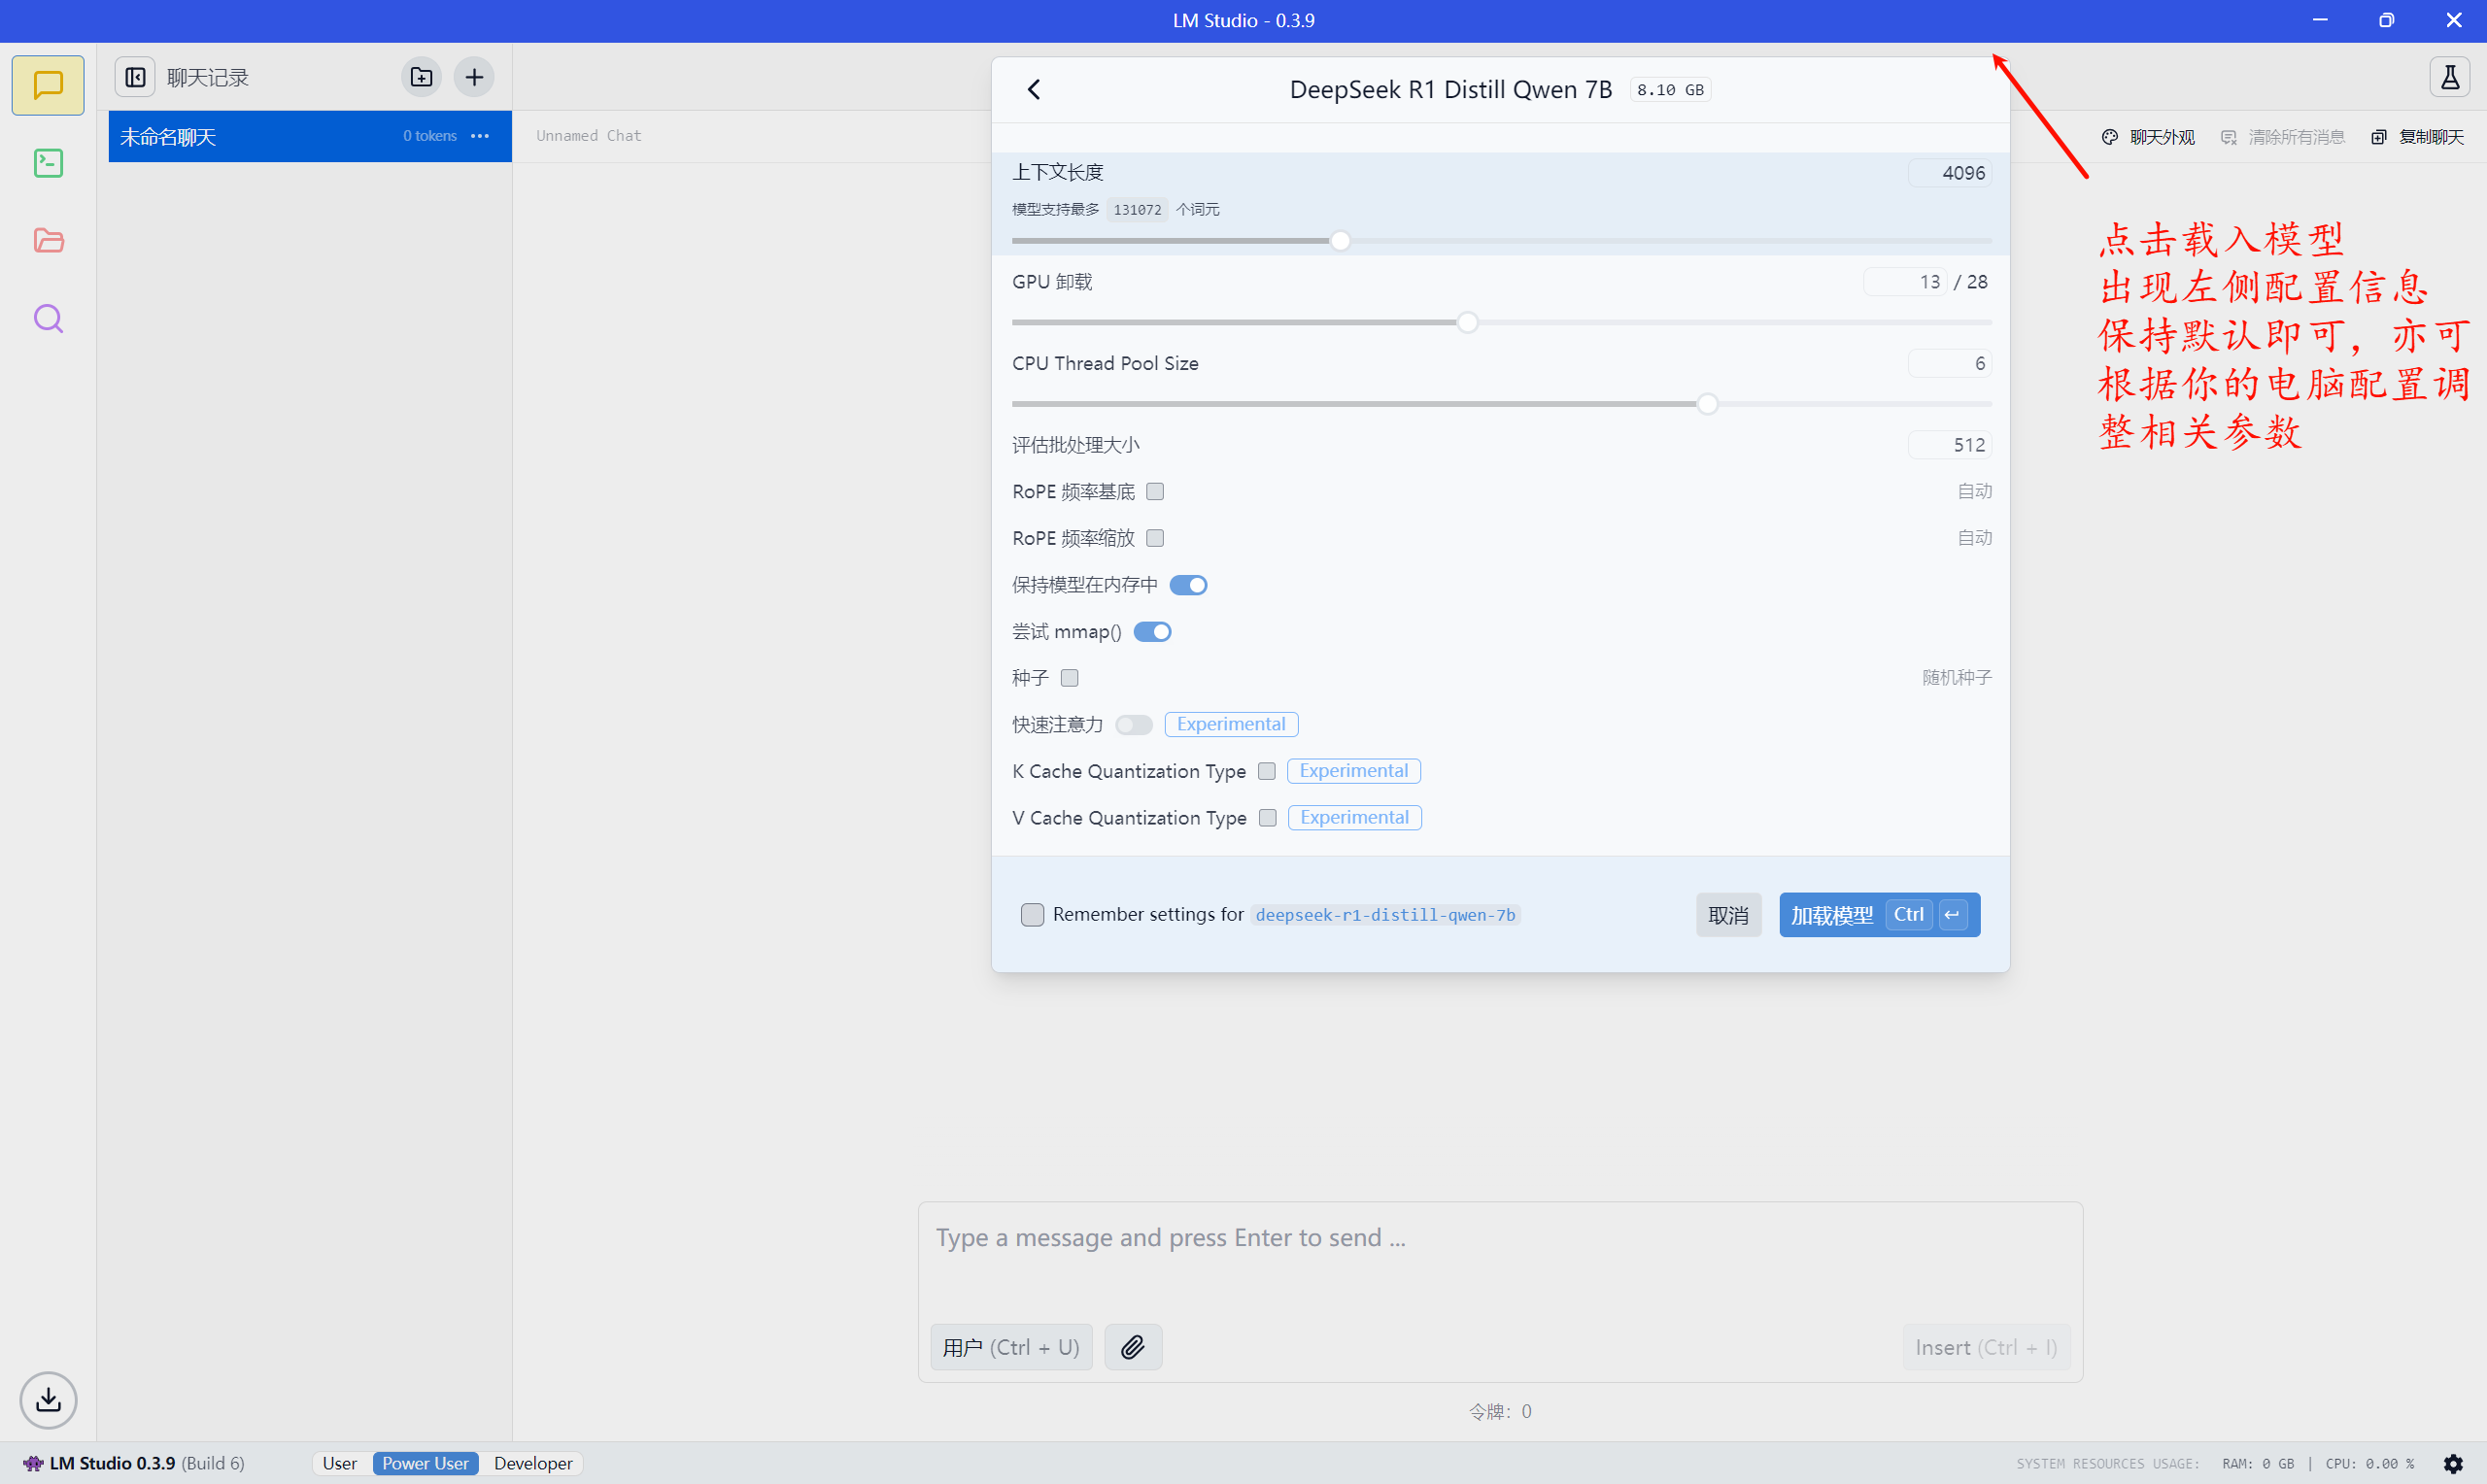 LM Studio - 0.3.9
聊天记录
未命名聊天 0 tokens
Unnamed Chat
聊天外观 清除所有消息 复制聊天
DeepSeek R1 Distill Qwen 7B 8.10 GB
上下文长度 4096
模型支持最多 131072 个词元
GPU 卸载 13 / 28
CPU Thread Pool Size 6
评估批处理大小 512
RoPE 频率基底 自动
RoPE 频率缩放 自动
保持模型在内存中
尝试 mmap()
种子 随机种子
快速注意力 Experimental
K Cache Quantization Type Experimental
V Cache Quantization Type Experimental
Remember settings for deepseek-r1-distill-qwen-7b 取消 加载模型 Ctrl ↩
点击载入模型
出现左侧配置信息
保持默认即可，亦可
根据你的电脑配置调
整相关参数
Type a message and press Enter to send ...
用户 (Ctrl + U) Insert (Ctrl + I)
令牌：0
LM Studio 0.3.9 (Build 6) User Power User Developer SYSTEM RESOURCES USAGE: RAM: 0 GB | CPU: 0.00 %